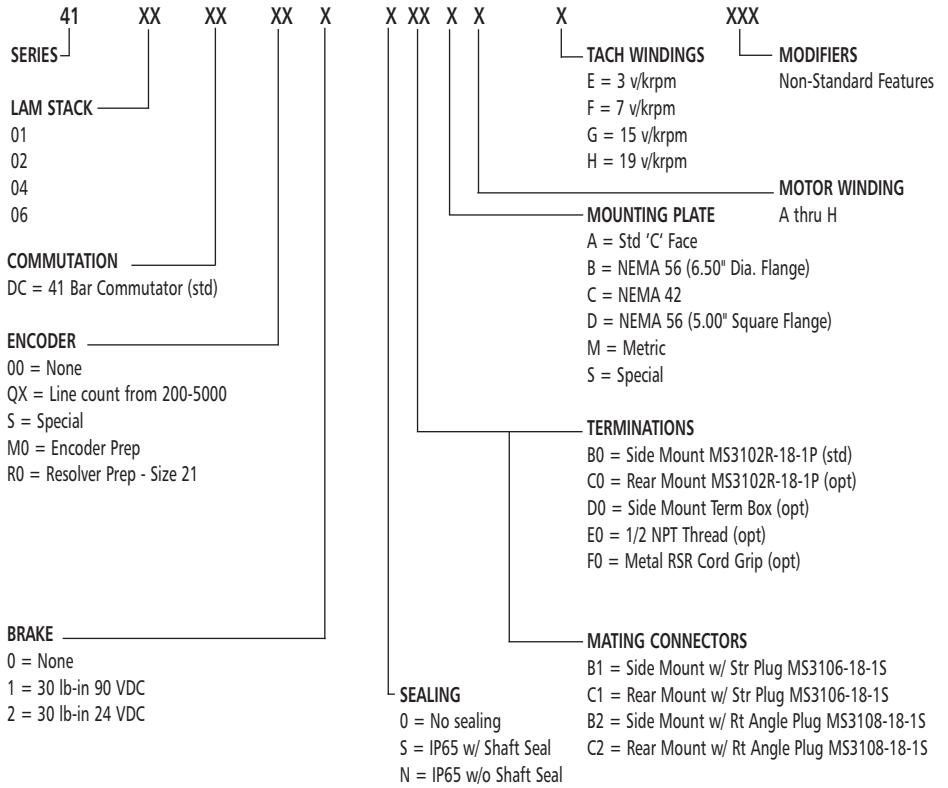 41 XX XX XX X X XX X X X XXX
SERIES
LAM STACK
01
02
04
06
COMMUTATION
DC = 41 Bar Commutator (std)
ENCODER
00 = None
QX = Line count from 200-5000
S = Special
M0 = Encoder Prep
R0 = Resolver Prep - Size 21
BRAKE
0 = None
1 = 30 lb-in 90 VDC
2 = 30 lb-in 24 VDC
SEALING
0 = No sealing
S = IP65 w/ Shaft Seal
N = IP65 w/o Shaft Seal
TACH WINDINGS
E = 3 v/krpm
F = 7 v/krpm
G = 15 v/krpm
H = 19 v/krpm
MODIFIERS
Non-Standard Features
MOTOR WINDING
A thru H
MOUNTING PLATE
A = Std ‘C’ Face
B = NEMA 56 (6.50" Dia. Flange)
C = NEMA 42
D = NEMA 56 (5.00" Square Flange)
M = Metric
S = Special
TERMINATIONS
B0 = Side Mount MS3102R-18-1P (std)
C0 = Rear Mount MS3102R-18-1P (opt)
D0 = Side Mount Term Box (opt)
E0 = 1/2 NPT Thread (opt)
F0 = Metal RSR Cord Grip (opt)
MATING CONNECTORS
B1 = Side Mount w/ Str Plug MS3106-18-1S
C1 = Rear Mount w/ Str Plug MS3106-18-1S
B2 = Side Mount w/ Rt Angle Plug MS3108-18-1S
C2 = Rear Mount w/ Rt Angle Plug MS3108-18-1S